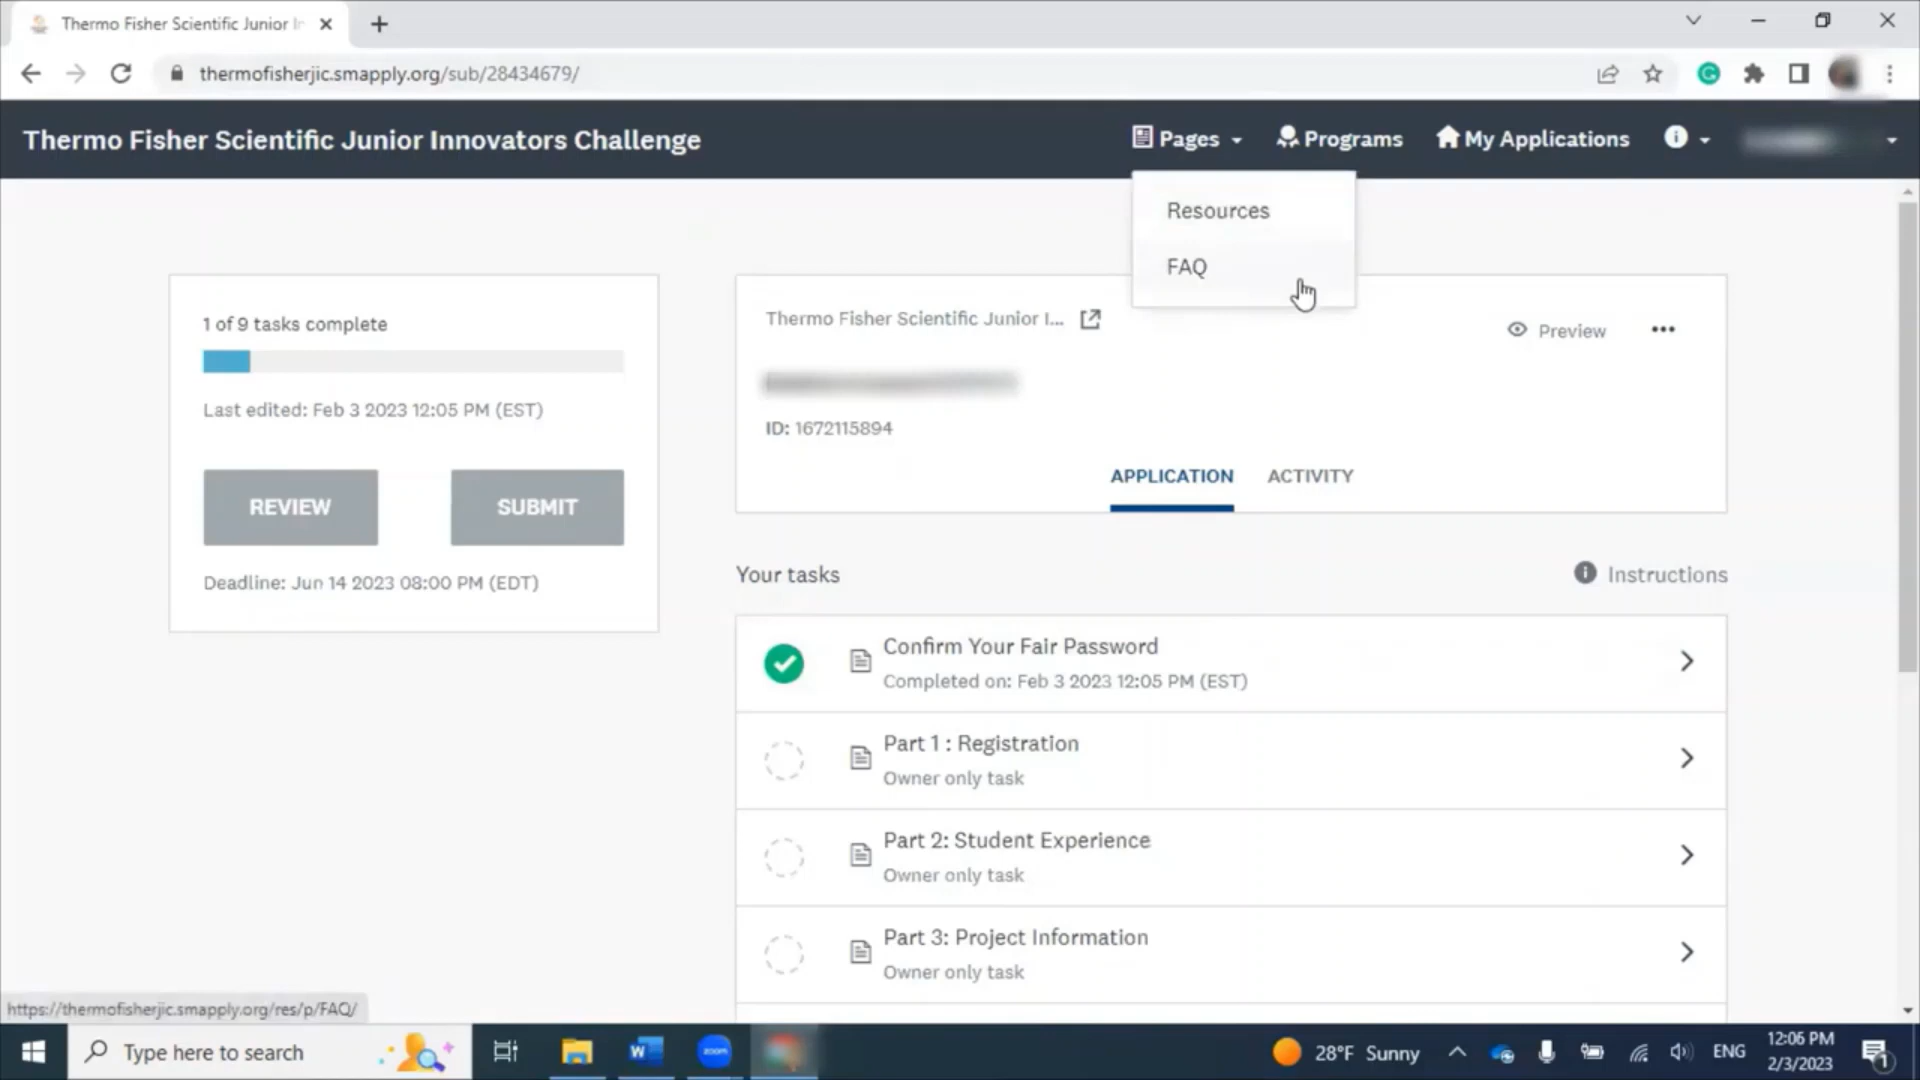 Thermo Fisher Scientific Junior In
thermofisherjic.smapply.org/sub/28434679/
Thermo Fisher Scientific Junior Innovators Challenge
Pages
Programs
My Applications
Resources
FAQ
1 of 9 tasks complete
Last edited: Feb 3 2023 12:05 PM (EST)
REVIEW
SUBMIT
Deadline: Jun 14 2023 08:00 PM (EDT)
Thermo Fisher Scientific Junior I...
Preview
ID: 1672115894
APPLICATION
ACTIVITY
Your tasks
Instructions
Confirm Your Fair Password
Completed on: Feb 3 2023 12:05 PM (EST)
Part 1 : Registration
Owner only task
Part 2: Student Experience
Owner only task
Part 3: Project Information
Owner only task
https://thermofisherjic.smapply.org/res/p/FAQ/
Type here to search
W
zoom
28°F Sunny
ENG
12:06 PM
2/3/2023
1